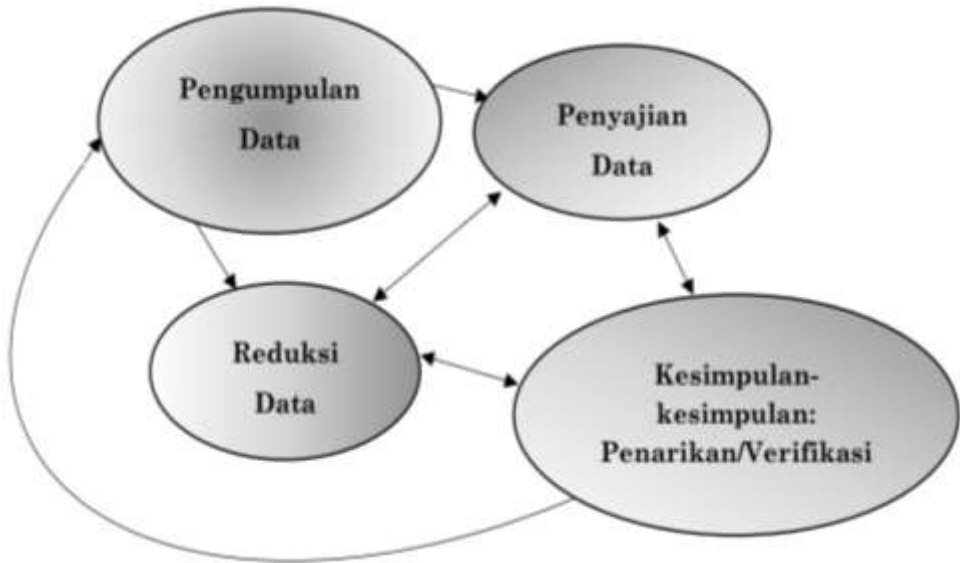 Pengumpulan
Data
Penyajian
Data
Reduksi
Data
Kesimpulan-
kesimpulan:
Penarikan/Verifikasi